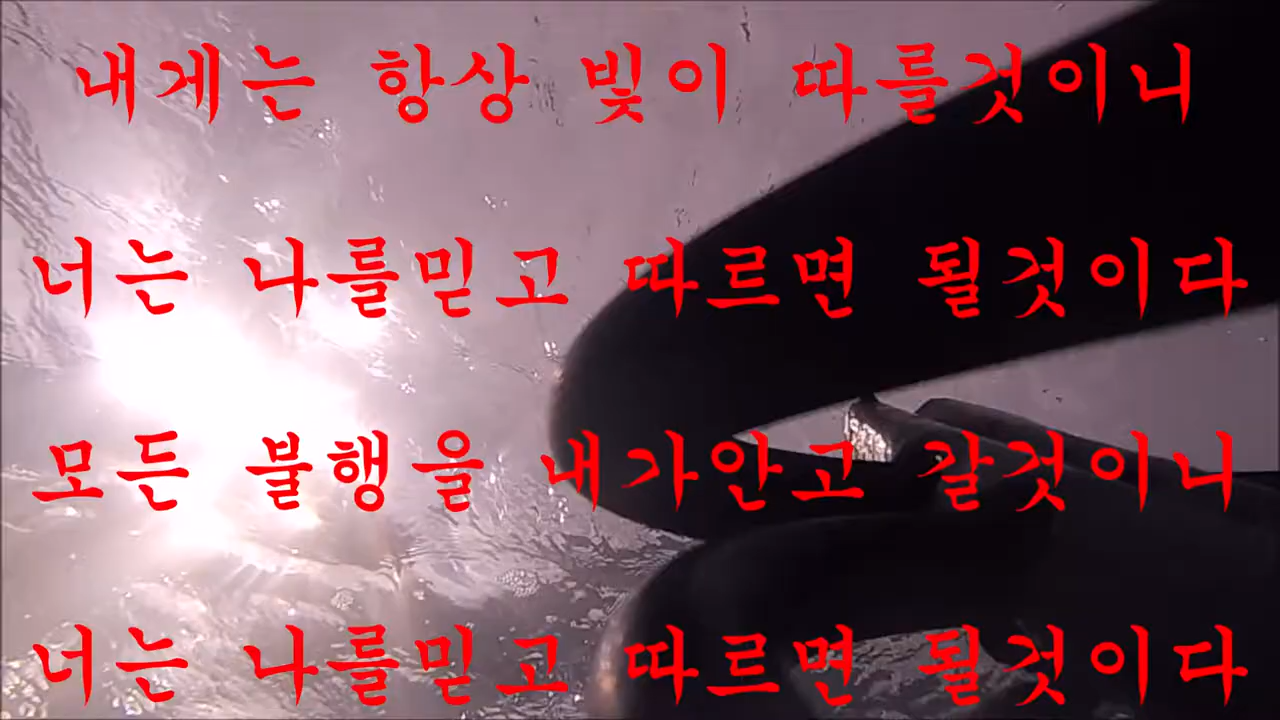 내게는 항상 빛이 따를것이니
너는 나를믿고 따르면 될것이다
모든 불행을 내가안고 갈것이니
너는 나를믿고 따르면 될것이다